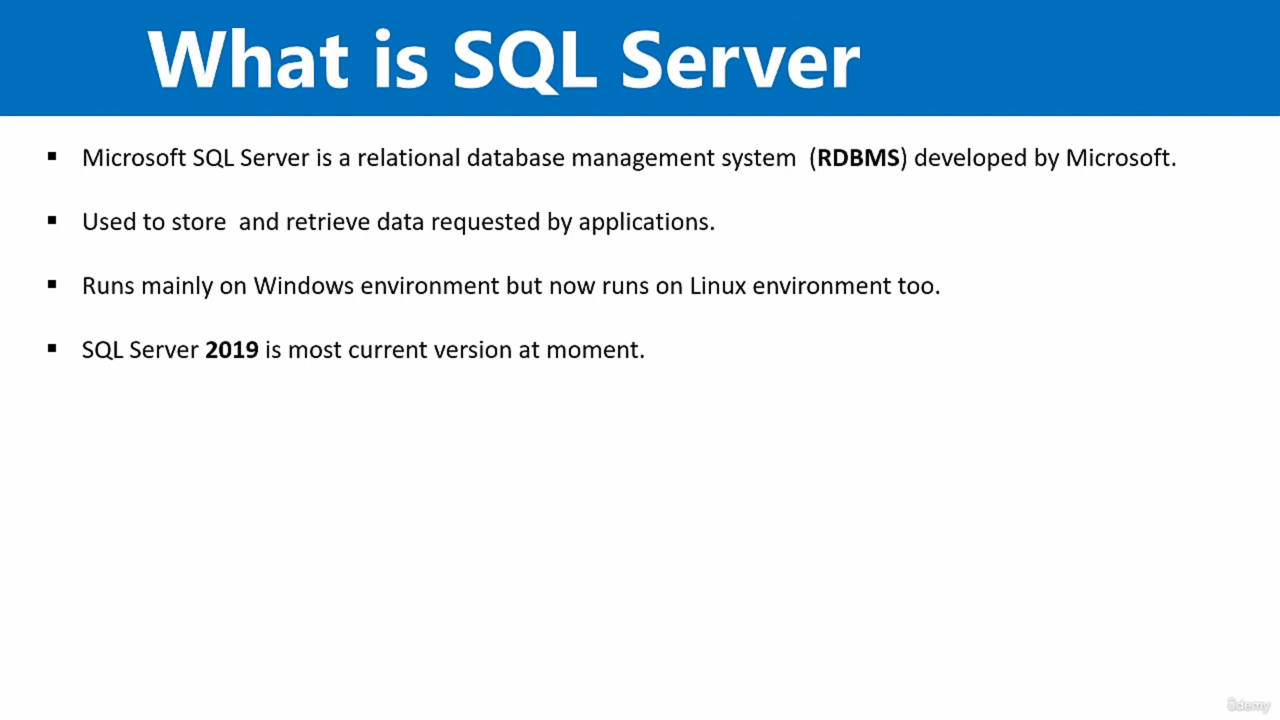 What is SQL Server
▪ Microsoft SQL Server is a relational database management system  (RDBMS) developed by Microsoft.
▪ Used to store  and retrieve data requested by applications.
▪ Runs mainly on Windows environment but now runs on Linux environment too.
▪ SQL Server 2019 is most current version at moment.
Udemy